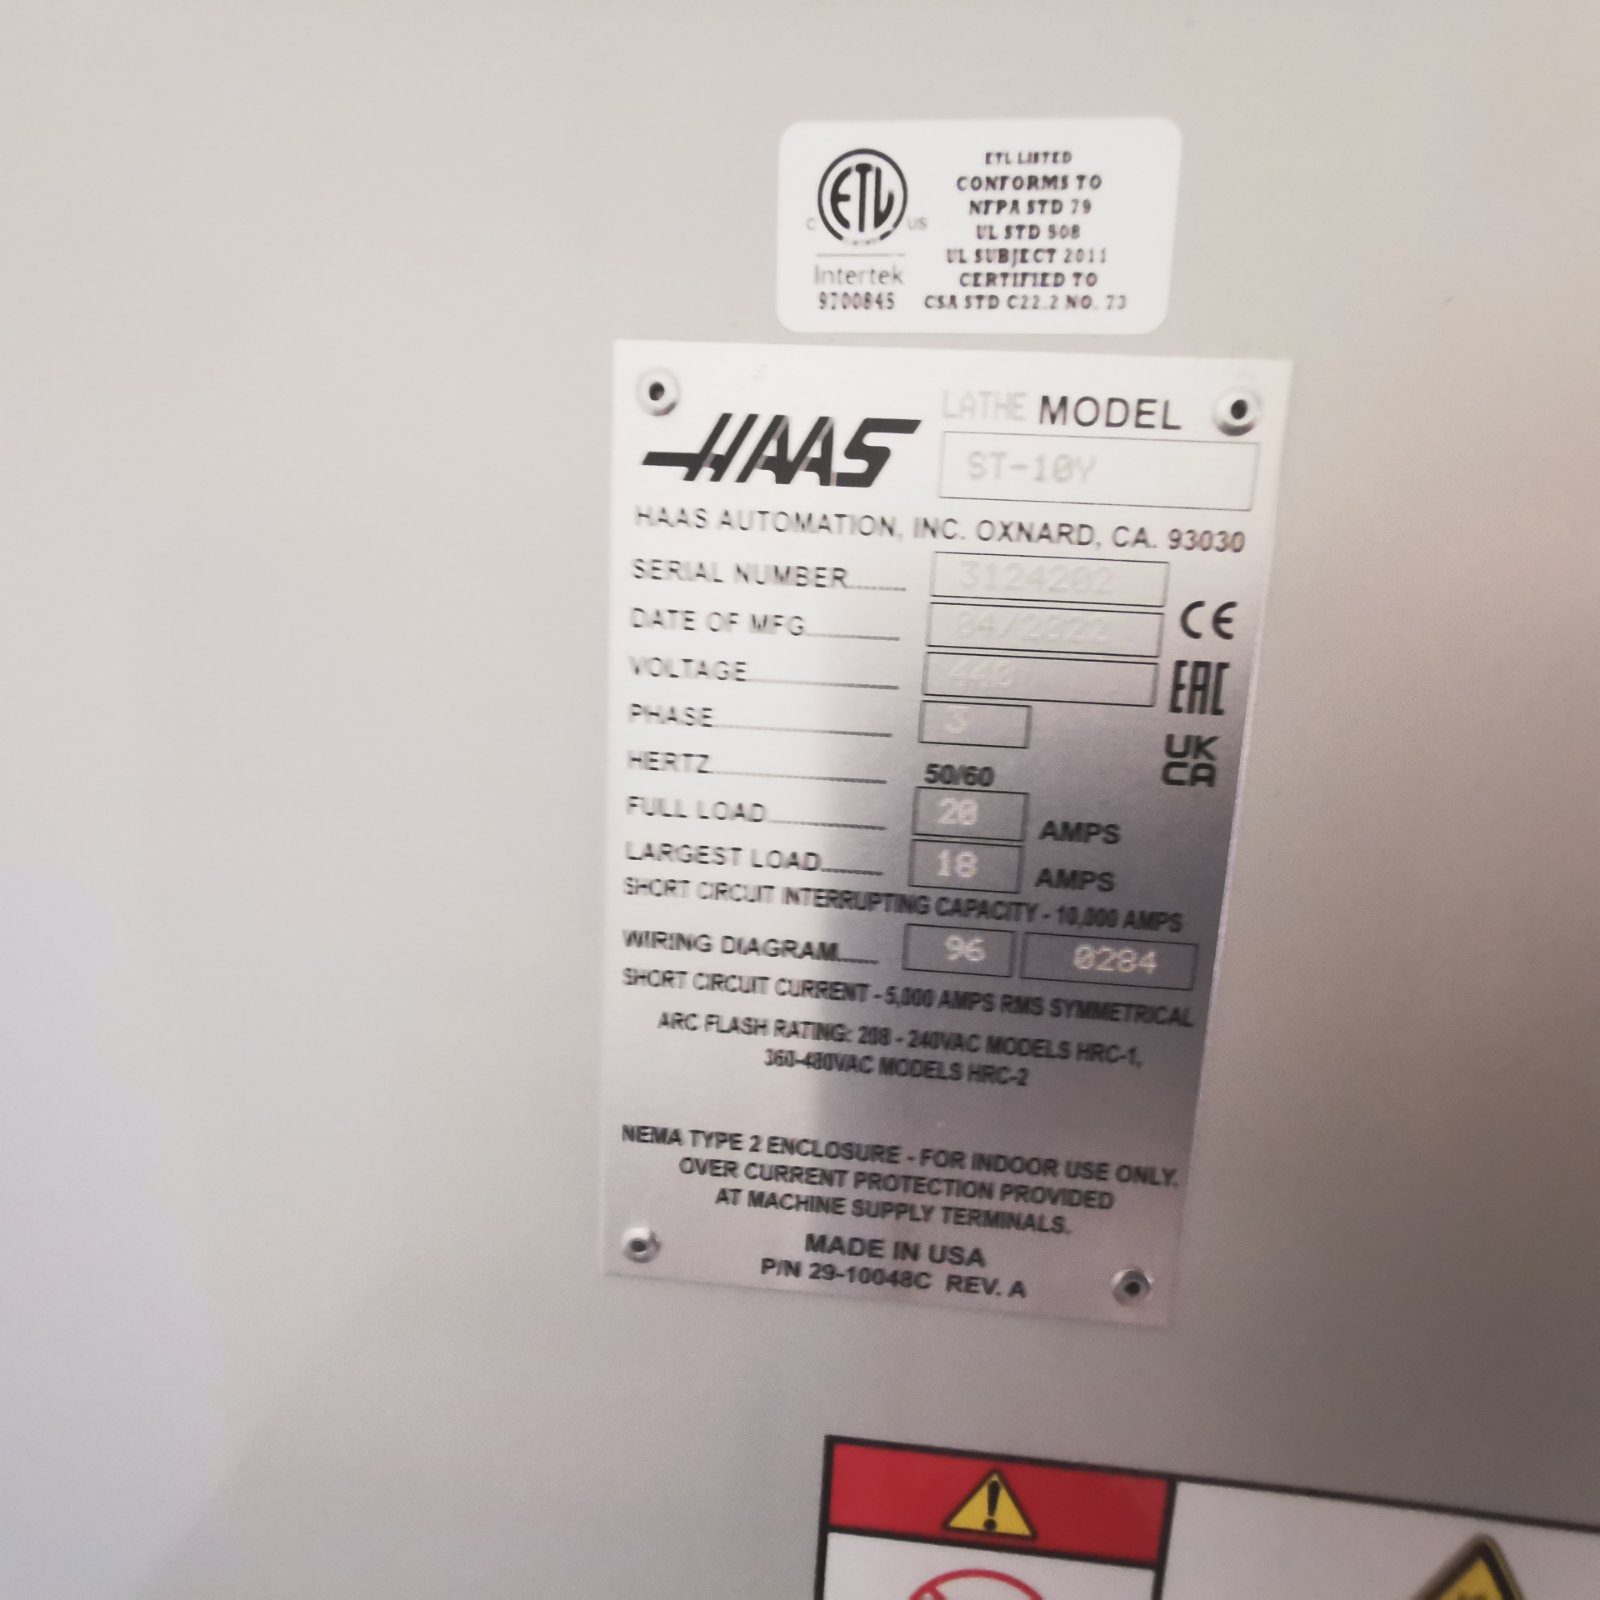 ETL LISTED
CONFORMS TO
NFPA STD 79
UL STD 508
UL SUBJECT 2011
CERTIFIED TO
CSA STD C22.2 NO. 73
C ETL US
Intertek
9700845
HAAS
LATHE MODEL
ST-10Y
HAAS AUTOMATION, INC. OXNARD, CA. 93030
SERIAL NUMBER........ 3124202
DATE OF MFG............ 04/2022
VOLTAGE.................... 440
PHASE........................ 3
HERTZ........................ 50/60
FULL LOAD................ 20 AMPS
LARGEST LOAD........ 18 AMPS
SHORT CIRCUIT INTERRUPTING CAPACITY - 10,000 AMPS
WIRING DIAGRAM...... 96 0284
SHORT CIRCUIT CURRENT - 5,000 AMPS RMS SYMMETRICAL
ARC FLASH RATING: 208 - 240VAC MODELS HRC-1,
360-480VAC MODELS HRC-2
NEMA TYPE 2 ENCLOSURE - FOR INDOOR USE ONLY.
OVER CURRENT PROTECTION PROVIDED
AT MACHINE SUPPLY TERMINALS.
MADE IN USA
P/N 29-10048C REV. A
CE
EAC
UK
CA